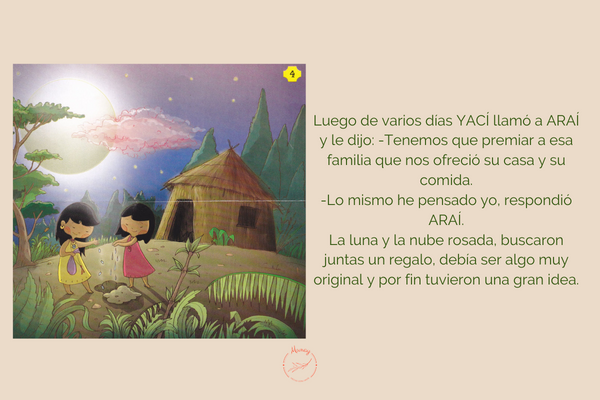 4
Luego de varios días YACÍ llamó a ARAÍ
y le dijo: -Tenemos que premiar a esa
familia que nos ofreció su casa y su
comida.
-Lo mismo he pensado yo, respondió
ARAÍ.
La luna y la nube rosada, buscaron
juntas un regalo, debía ser algo muy
original y por fin tuvieron una gran idea.